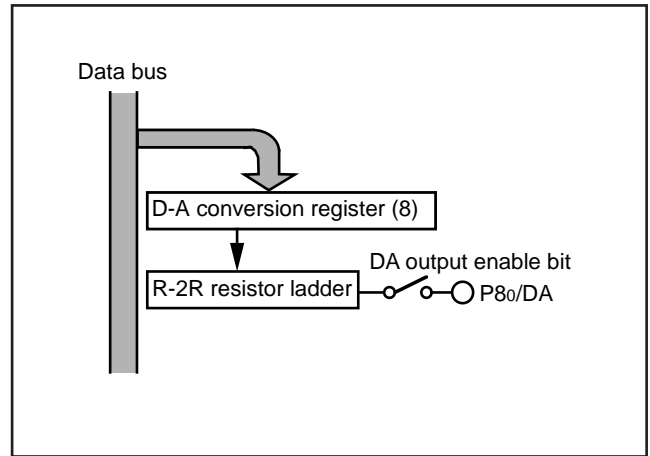 Data bus
D-A conversion register (8)
DA output enable bit
R-2R resistor ladder
P80/DA